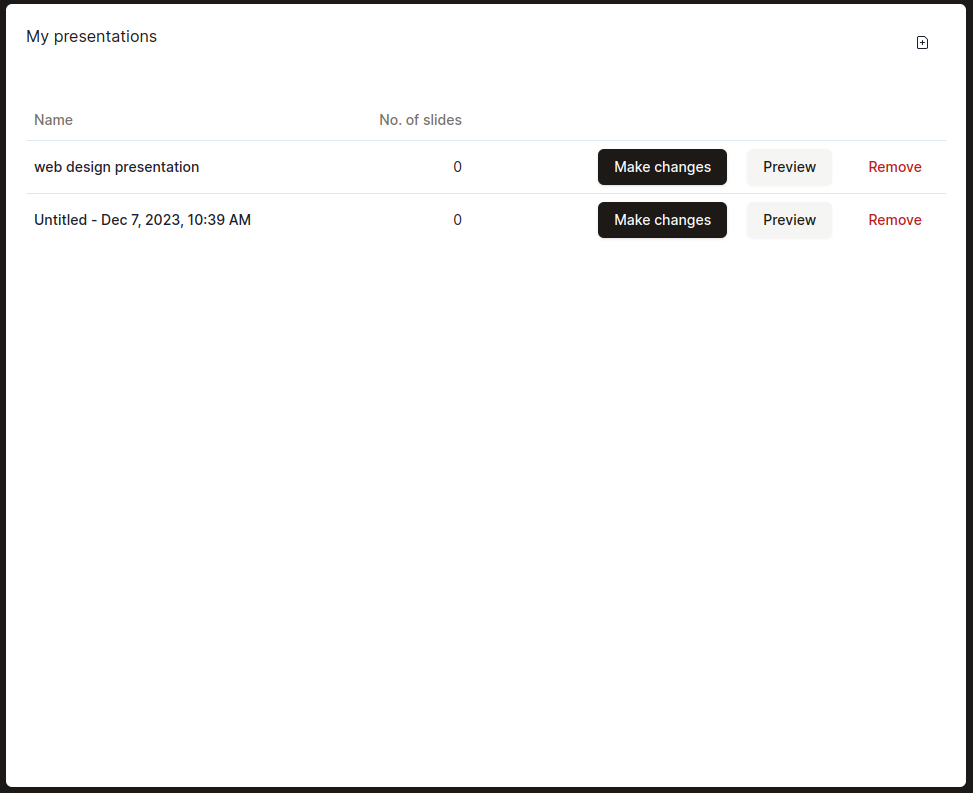 My presentations
Name No. of slides
web design presentation 0 Make changes Preview Remove
Untitled - Dec 7, 2023, 10:39 AM 0 Make changes Preview Remove